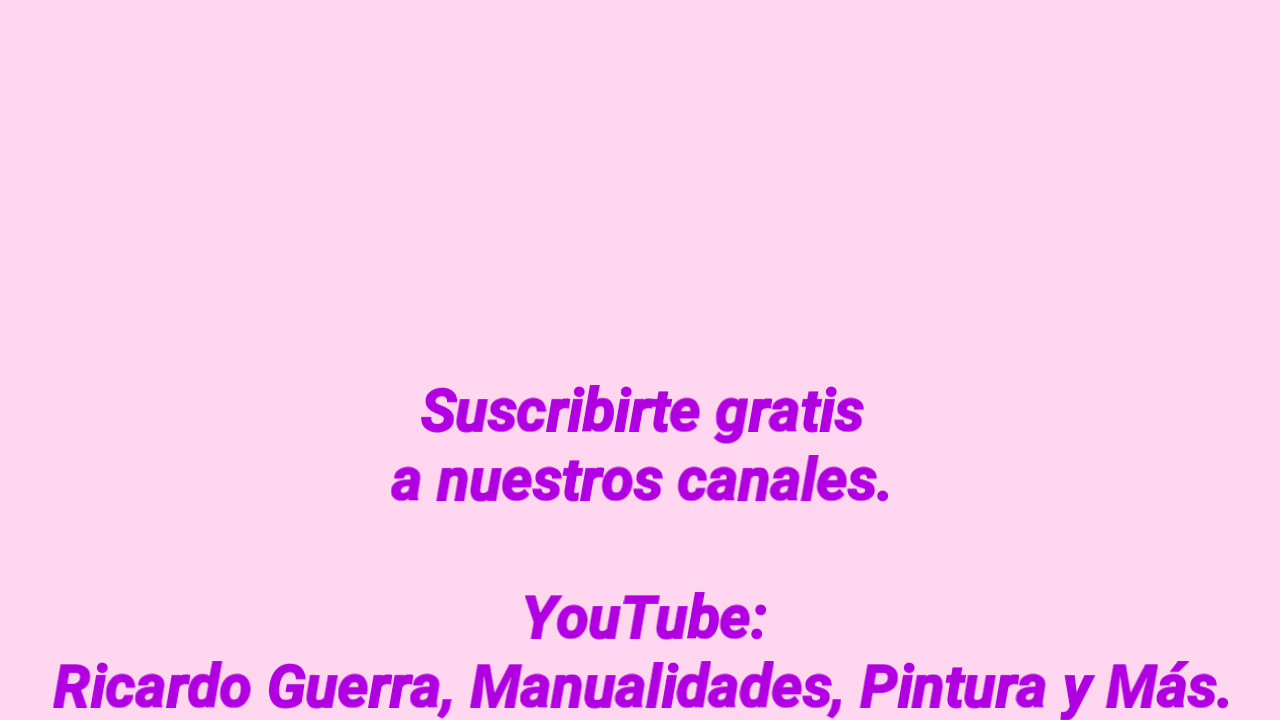 Suscribirte gratis
a nuestros canales.
YouTube:
Ricardo Guerra, Manualidades, Pintura y Más.